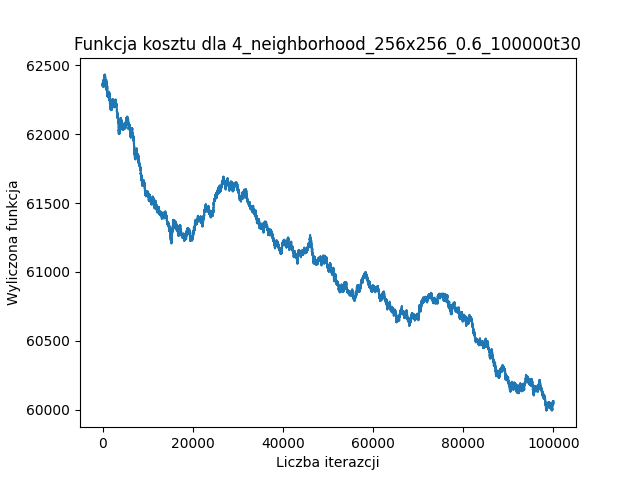 Funkcja kosztu dla 4_neighborhood_256x256_0.6_100000t30
62500
62000
61500
61000
60500
60000
Wyliczona funkcja
0 20000 40000 60000 80000 100000
Liczba iterazcji